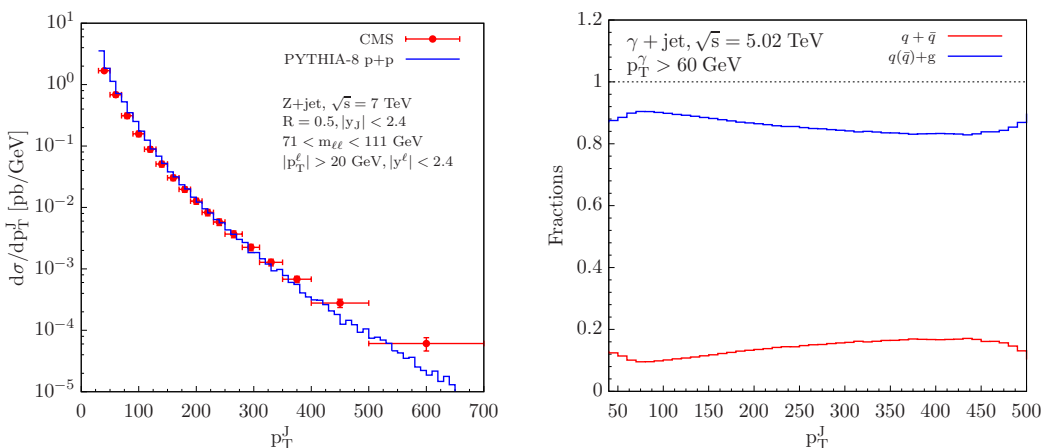 CMS
PYTHIA-8 p+p
Z+jet, √s = 7 TeV
R = 0.5, |y_J| < 2.4
71 < m_ℓℓ < 111 GeV
|p_T^ℓ| > 20 GeV, |y^ℓ| < 2.4
dσ/dp_T^J [pb/GeV]
10^1
10^0
10^-1
10^-2
10^-3
10^-4
10^-5
0 100 200 300 400 500 600 700
p_T^J
γ + jet, √s = 5.02 TeV
p_T^γ > 60 GeV
q + q̄
q(q̄)+g
Fractions
1.2
1
0.8
0.6
0.4
0.2
0
50 100 150 200 250 300 350 400 450 500
p_T^J